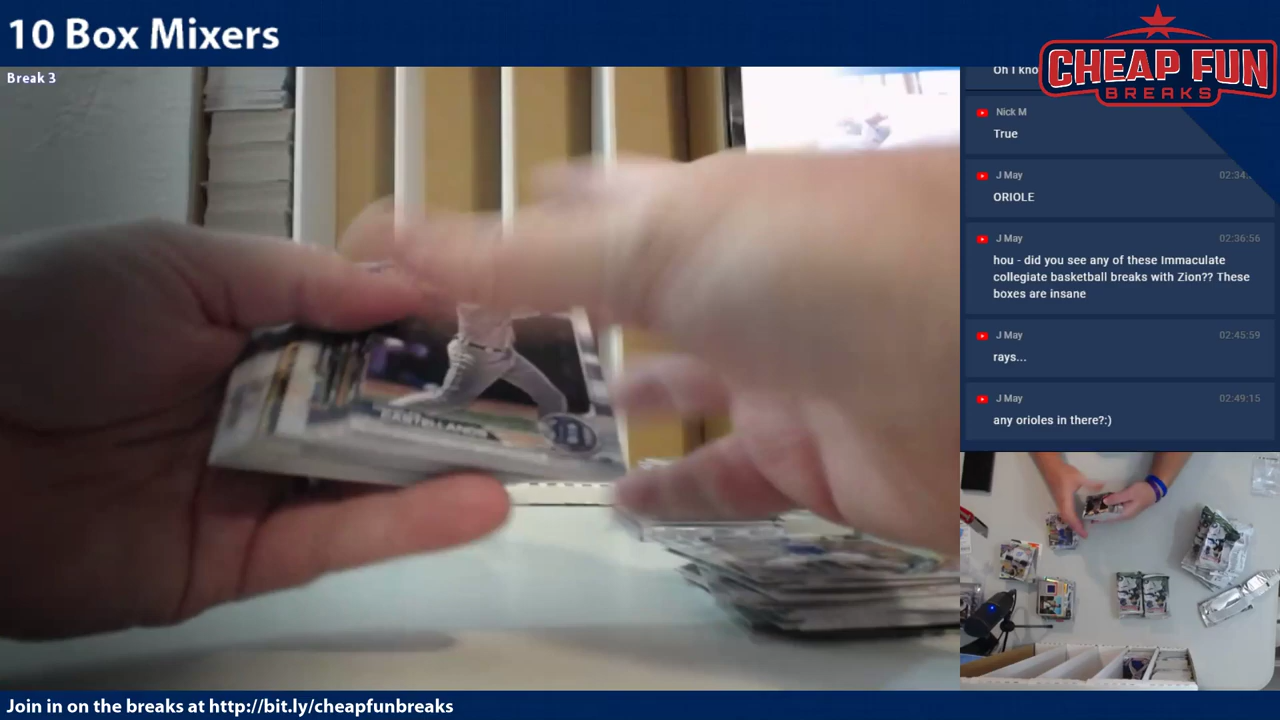 10 Box Mixers
Break 3
CHEAP FUN
BREAKS
Oh I kno
Nick M
True
J May
02:34
ORIOLE
J May
02:36:56
hou - did you see any of these Immaculate
collegiate basketball breaks with Zion?? These
boxes are insane
J May
02:45:59
rays...
J May
02:49:15
any orioles in there?:)
CASTELLANOS
Join in on the breaks at http://bit.ly/cheapfunbreaks